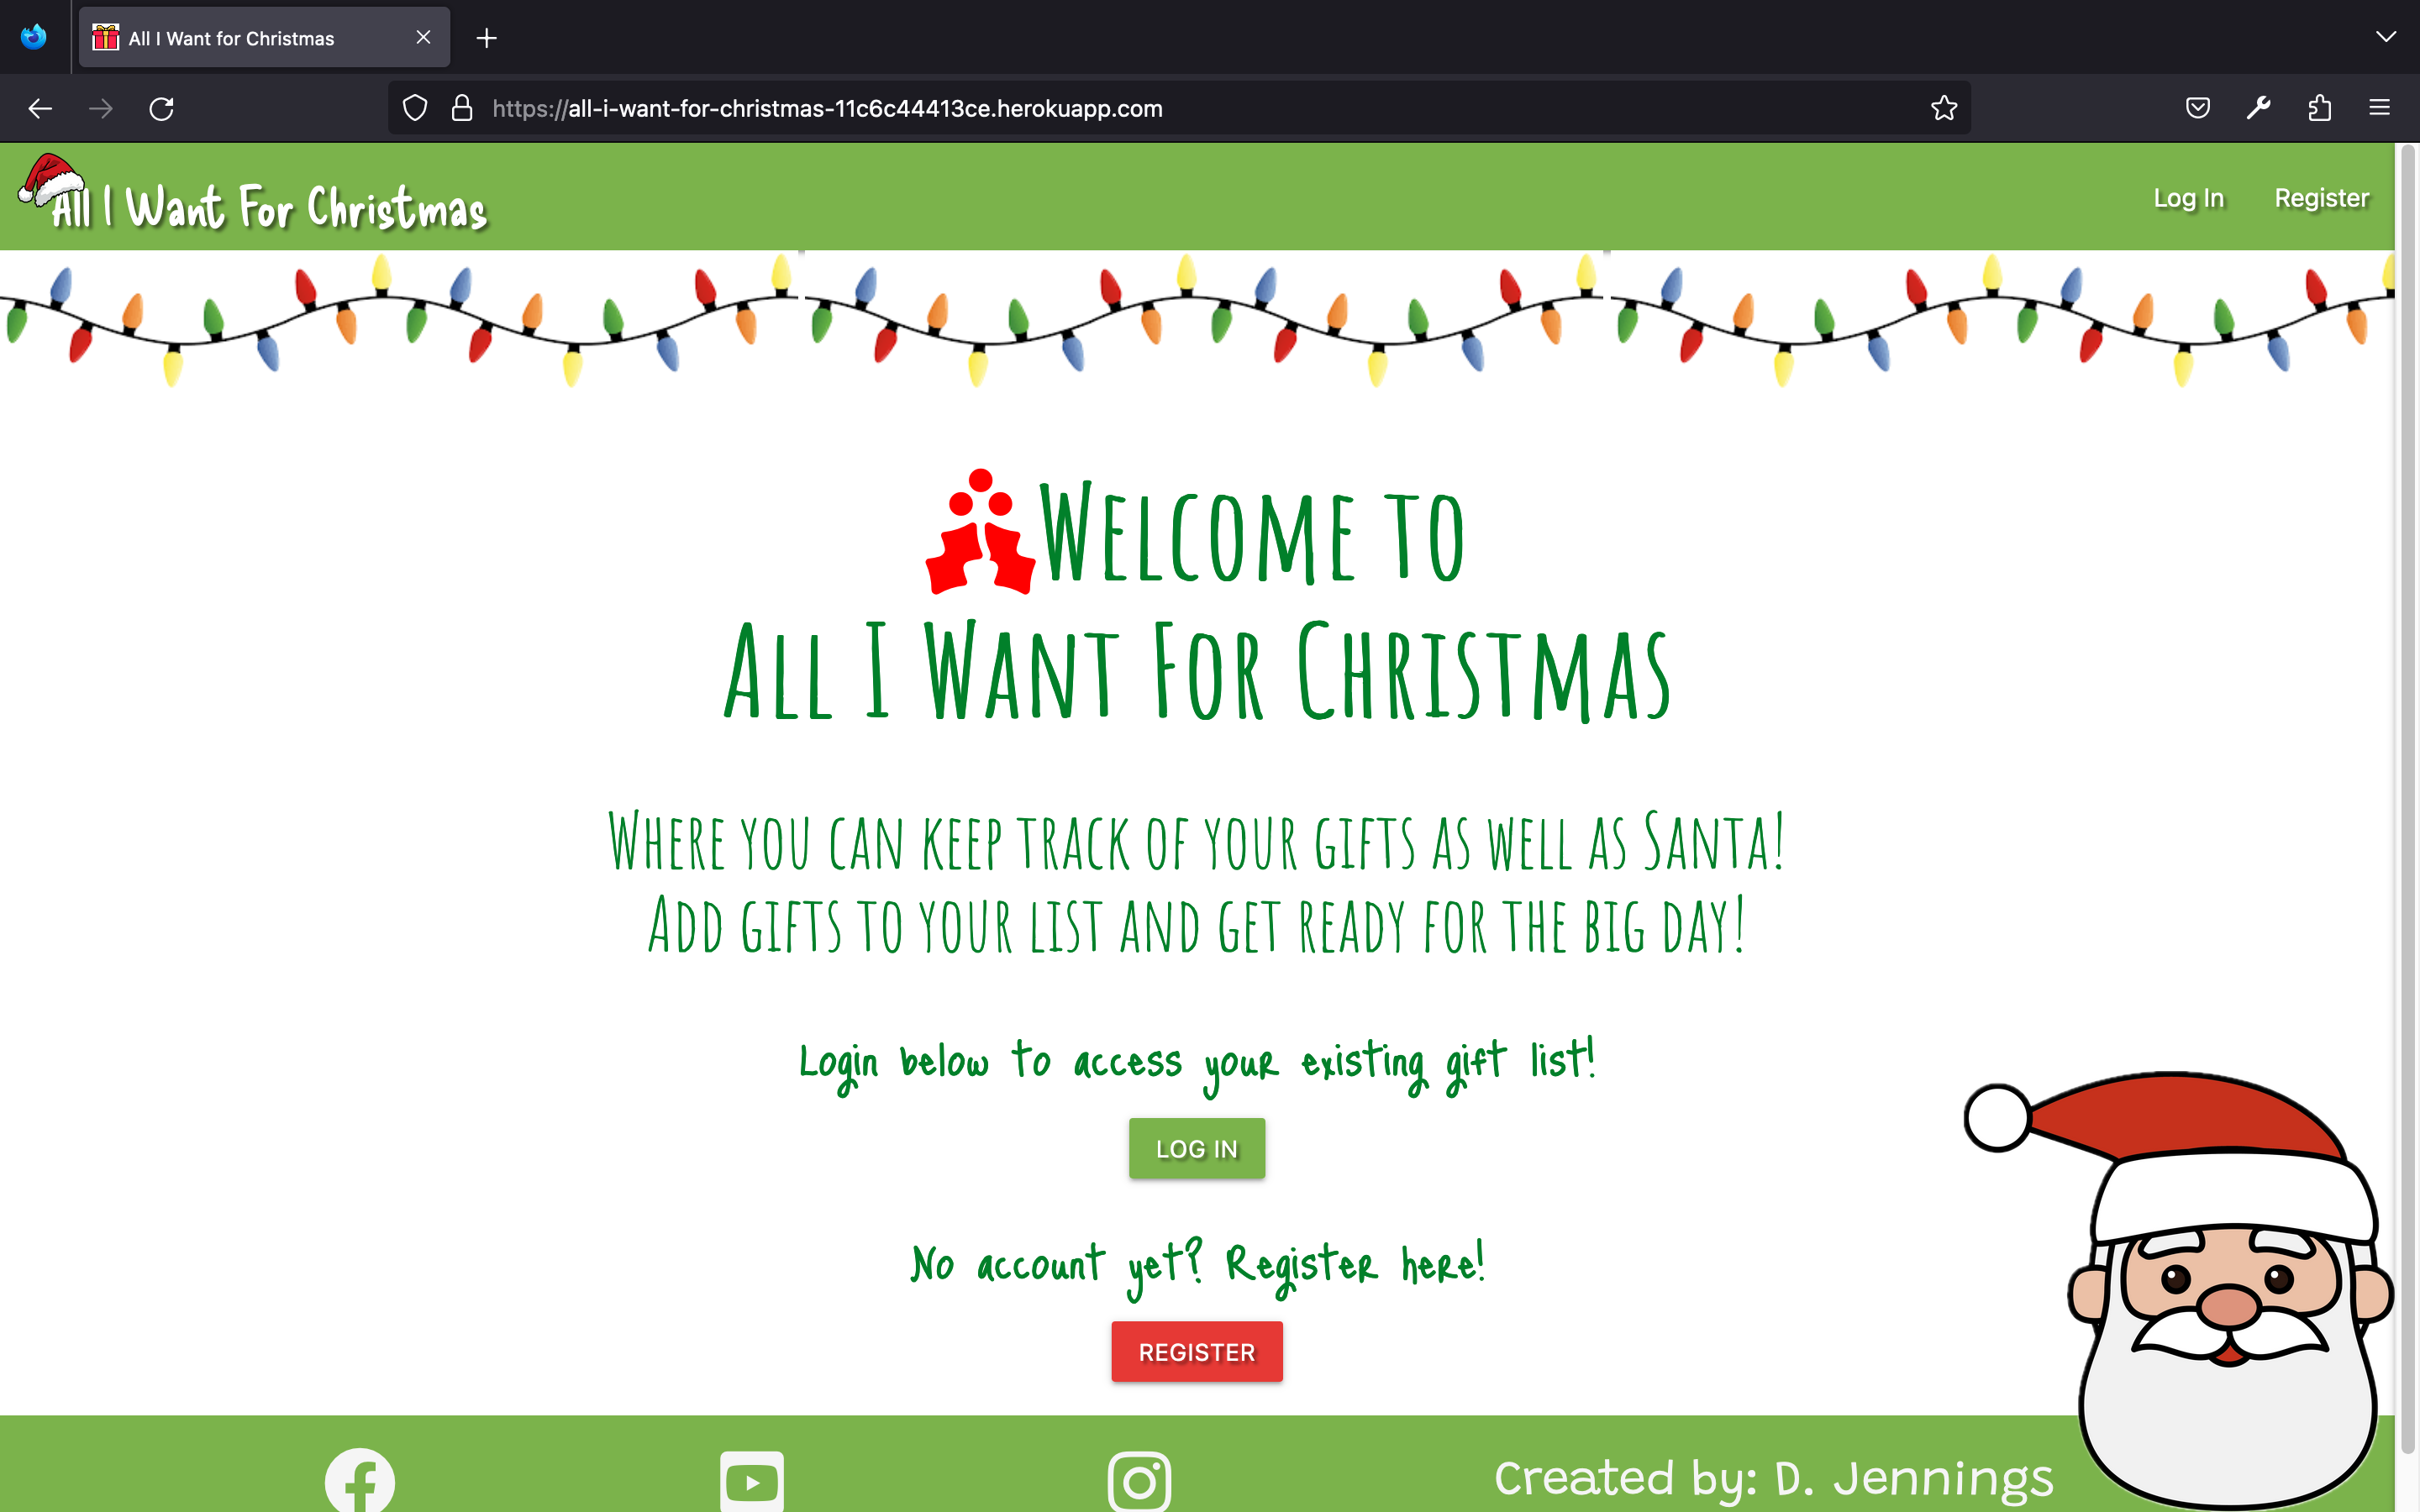 All I Want for Christmas
https://all-i-want-for-christmas-11c6c44413ce.herokuapp.com
All I Want For Christmas
Log In
Register
Welcome to
All I Want For Christmas
Where you can keep track of your gifts as well as Santa!
Add gifts to your list and get ready for the big day!
Login below to access your existing gift list!
LOG IN
No account yet? Register here!
REGISTER
Created by: D. Jennings